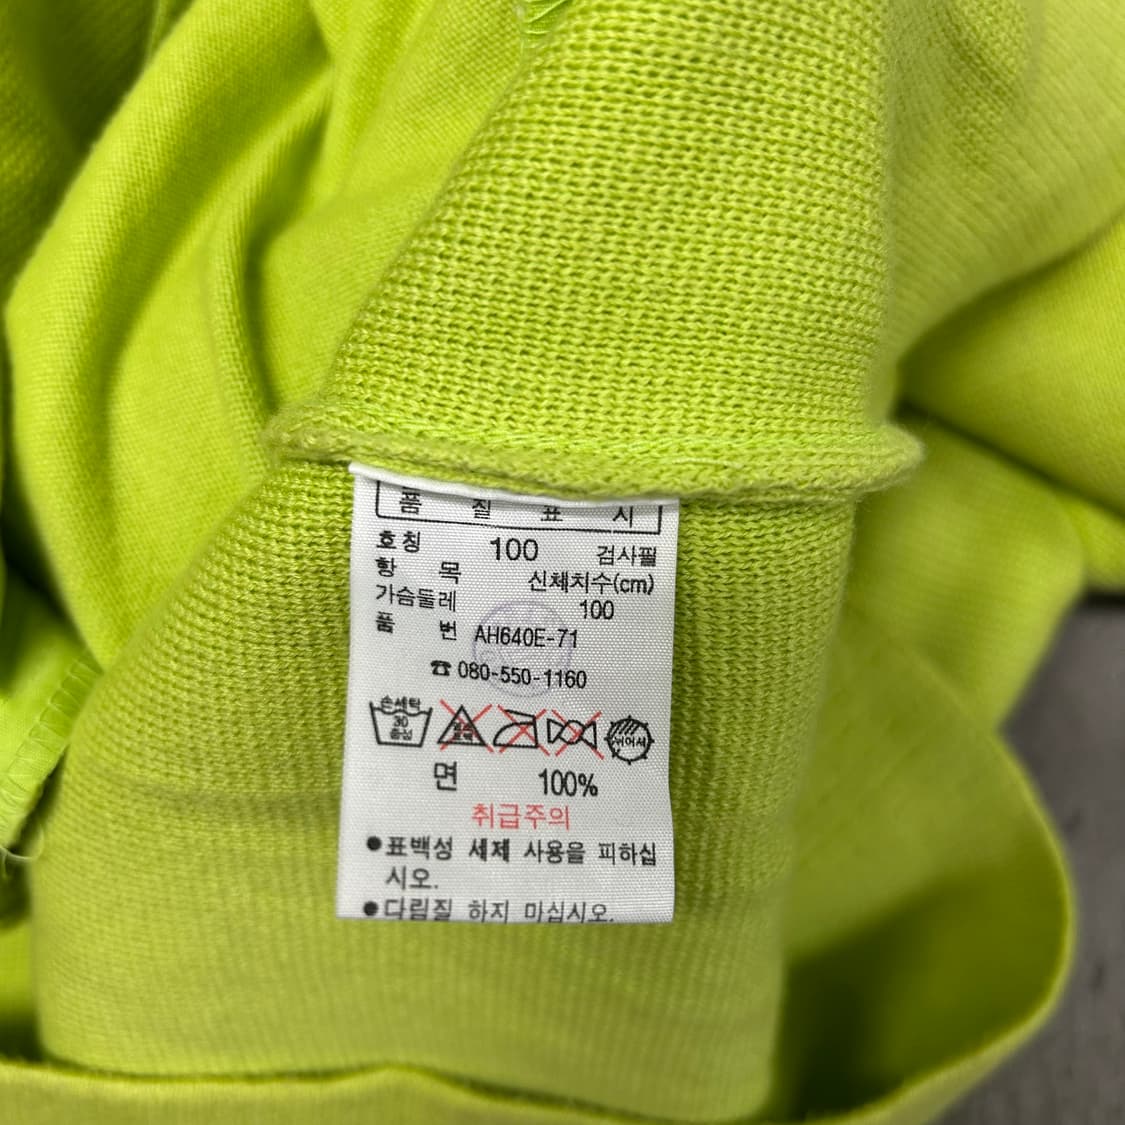 품 질 표 시
호칭 100 검사필
항 목 신체치수(cm)
가슴둘레 100
품 번 AH640E-71
☎ 080-550-1160
손세탁
30
중성
뉘어서
면 100%
취급주의
●표백성 세제 사용을 피하십
시오.
●다림질 하지 마십시오.